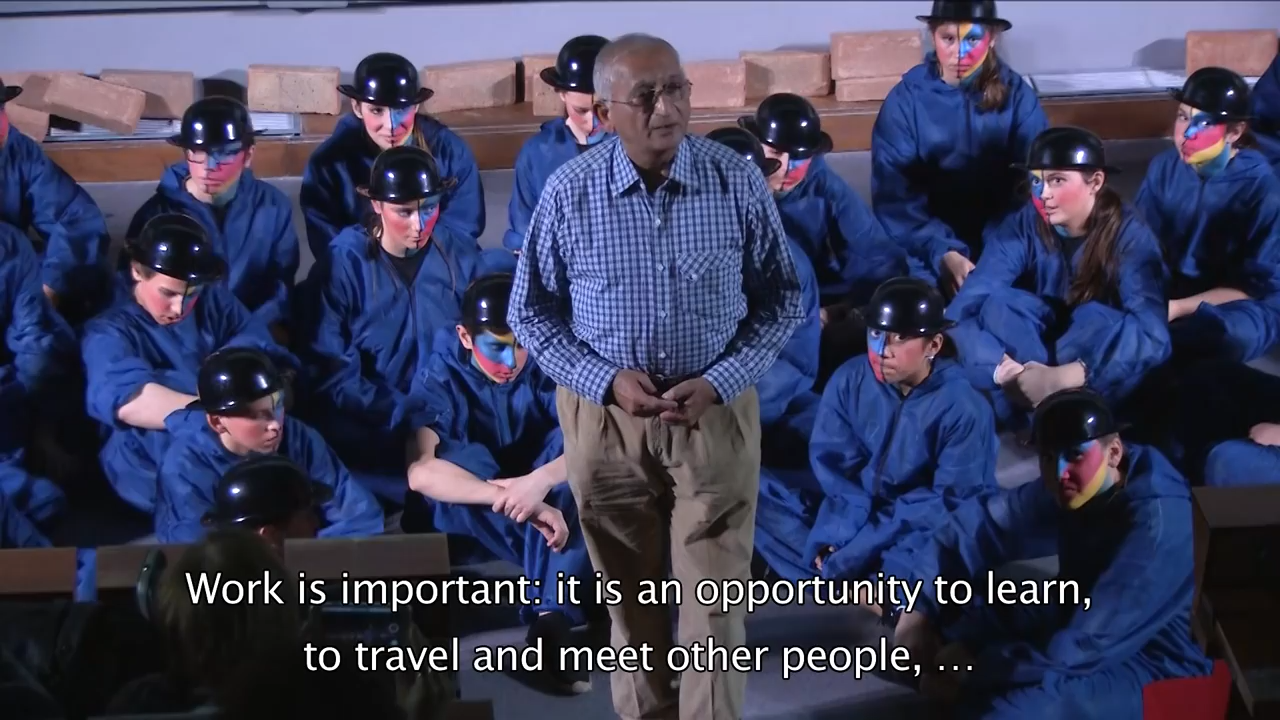 Work is important: it is an opportunity to learn,
to travel and meet other people, …